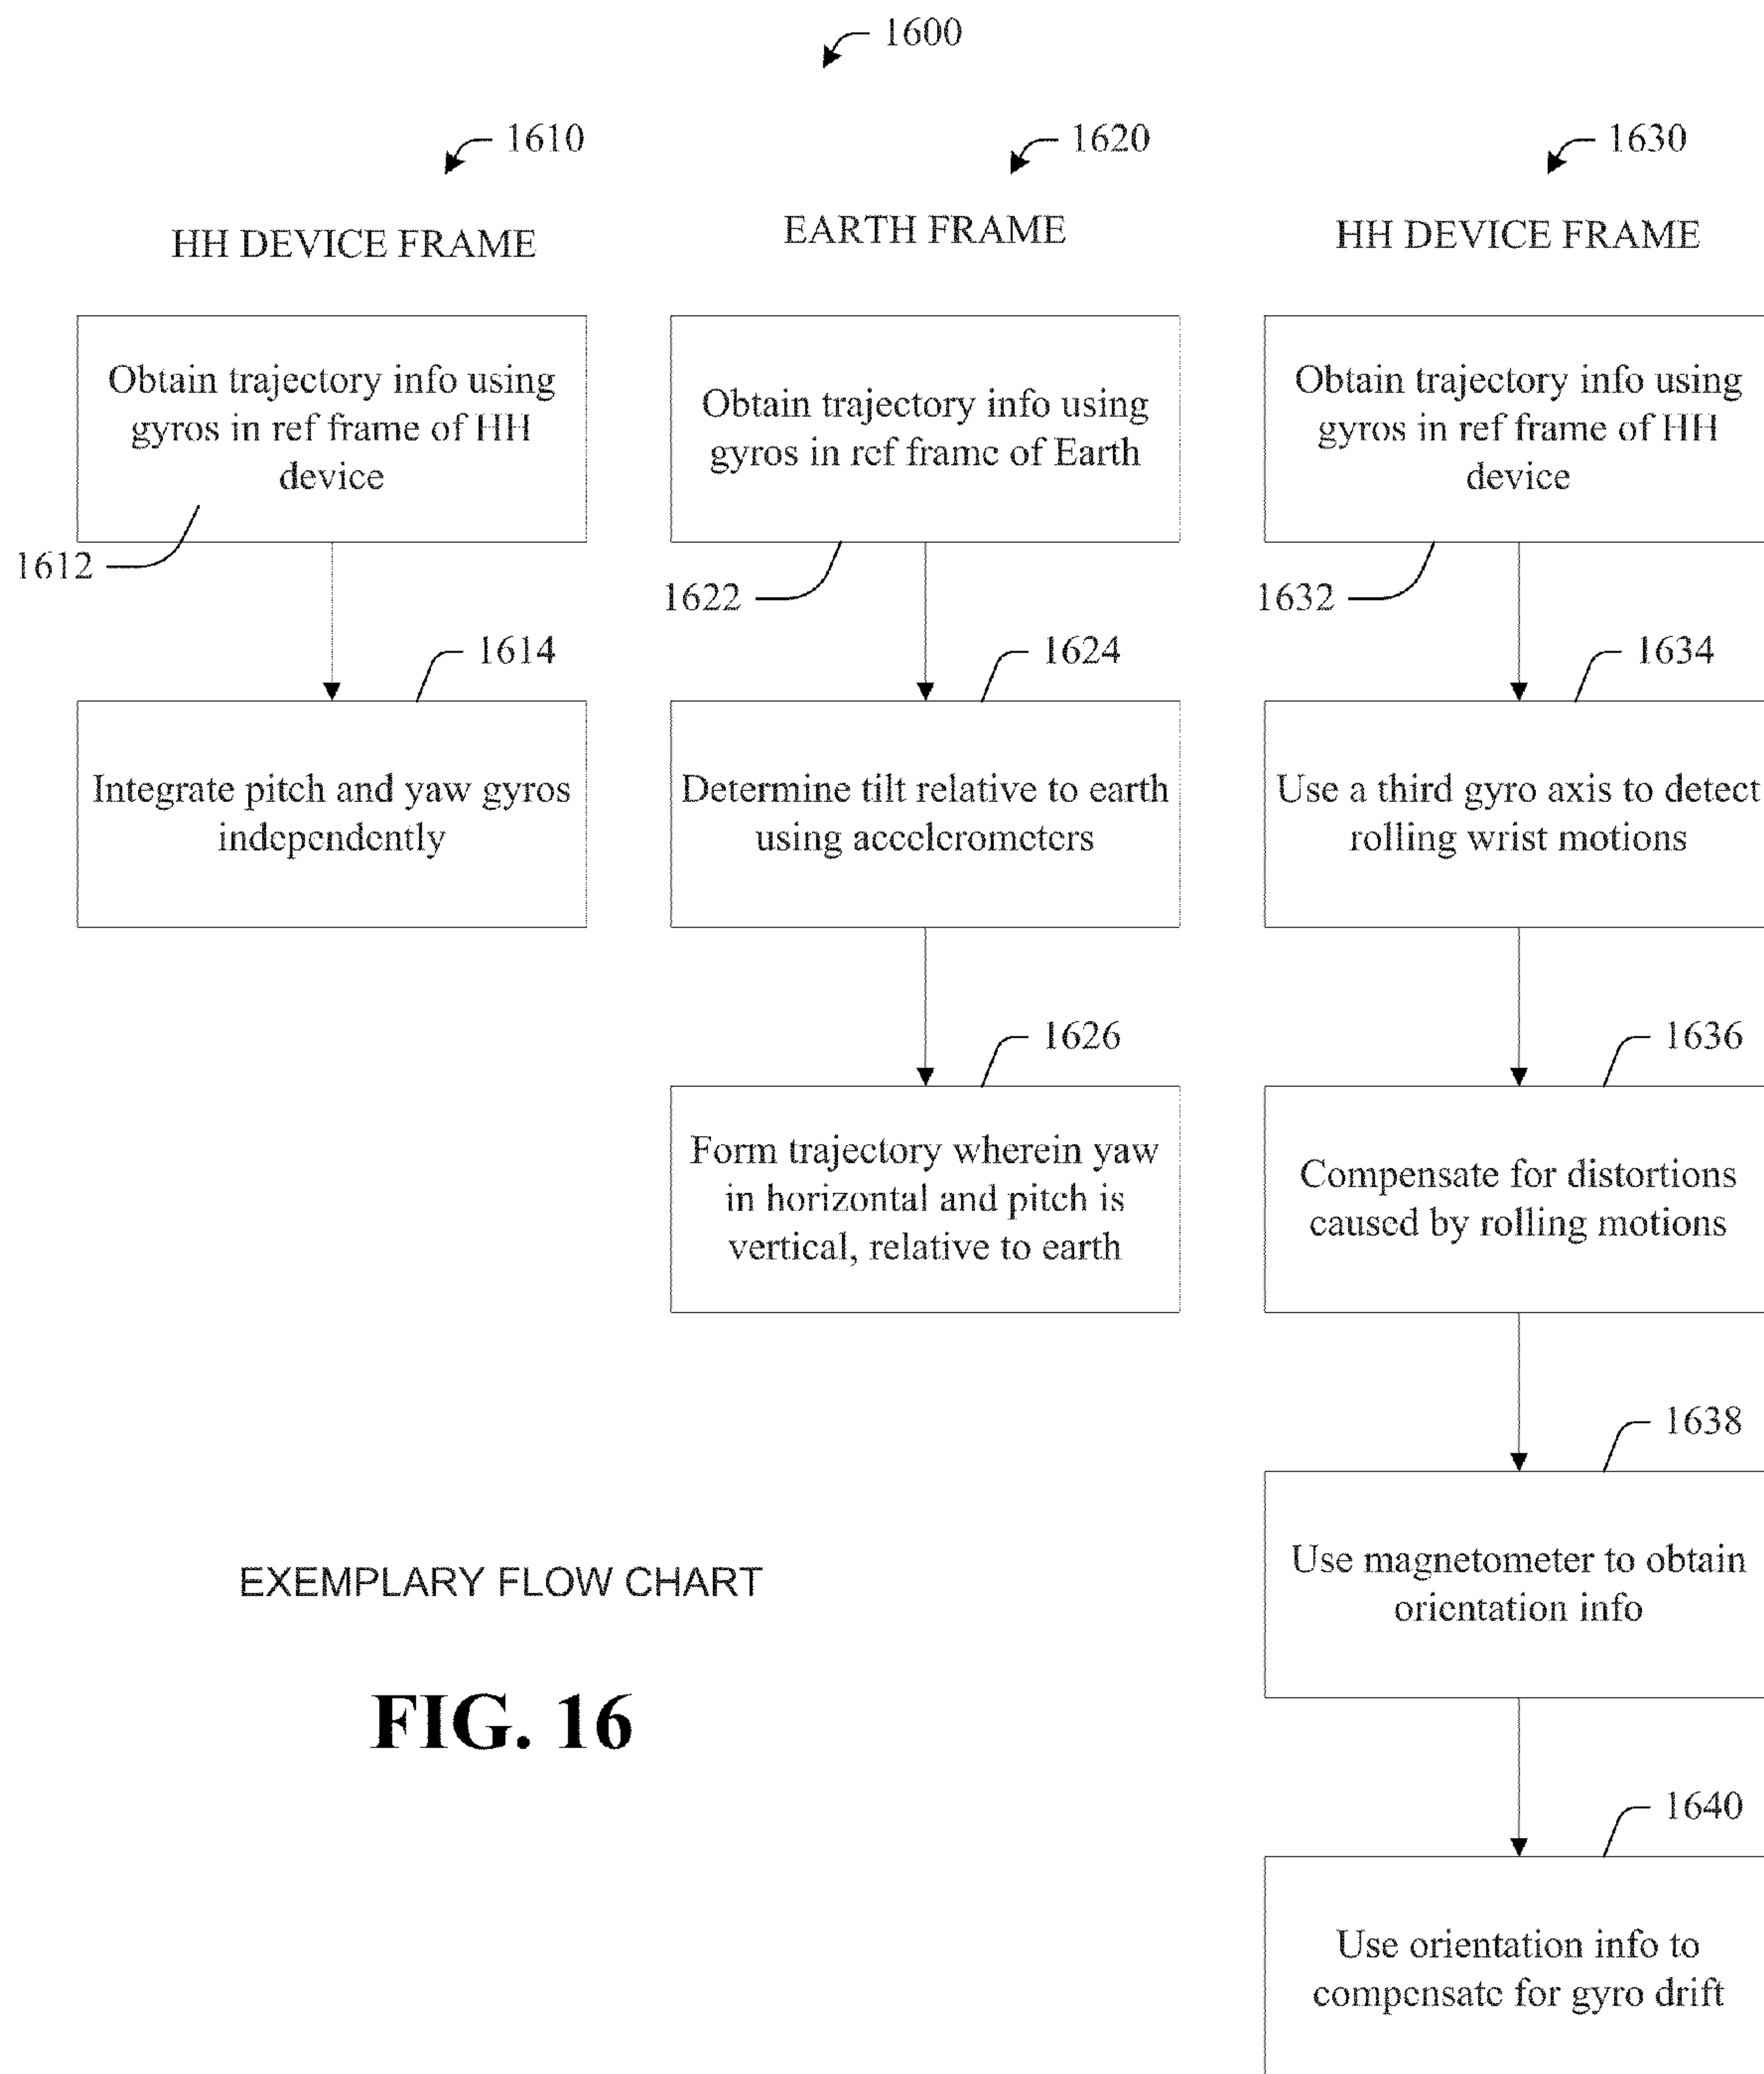 1600
1610
1620
1630
HH DEVICE FRAME
EARTH FRAME
HH DEVICE FRAME
Obtain trajectory info using
gyros in ref frame of HH
device
1612
Obtain trajectory info using
gyros in ref frame of Earth
1622
Obtain trajectory info using
gyros in ref frame of HH
device
1632
1614
Integrate pitch and yaw gyros
independently
1624
Determine tilt relative to earth
using accelerometers
1634
Use a third gyro axis to detect
rolling wrist motions
1626
Form trajectory wherein yaw
in horizontal and pitch is
vertical, relative to earth
1636
Compensate for distortions
caused by rolling motions
1638
Use magnetometer to obtain
orientation info
1640
Use orientation info to
compensate for gyro drift
EXEMPLARY FLOW CHART
FIG. 16